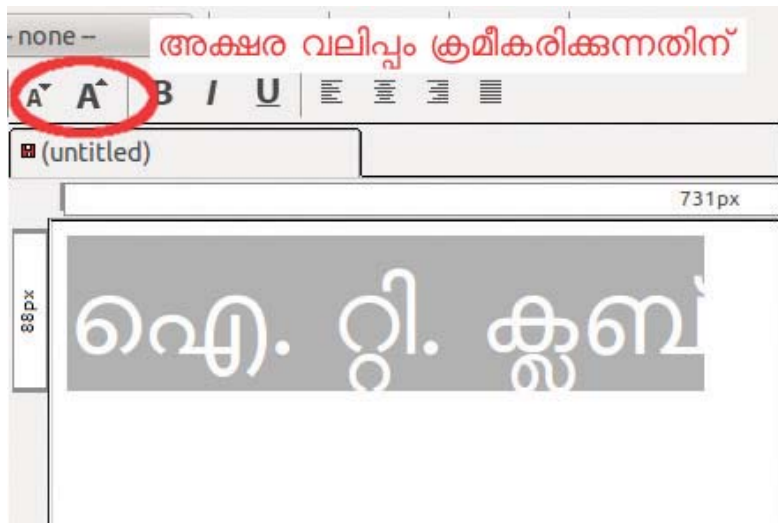 - none --
അക്ഷര വലിപ്പം ക്രമീകരിക്കുന്നതിന്
A A B I U
(untitled)
731px
88px
ഐ. റ്റി. ക്ലബ്